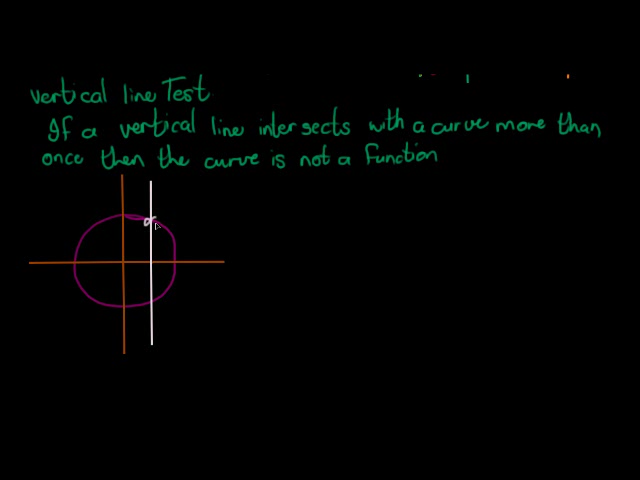 vertical line Test
If a vertical line intersects with a curve more than
once then the curve is not a function